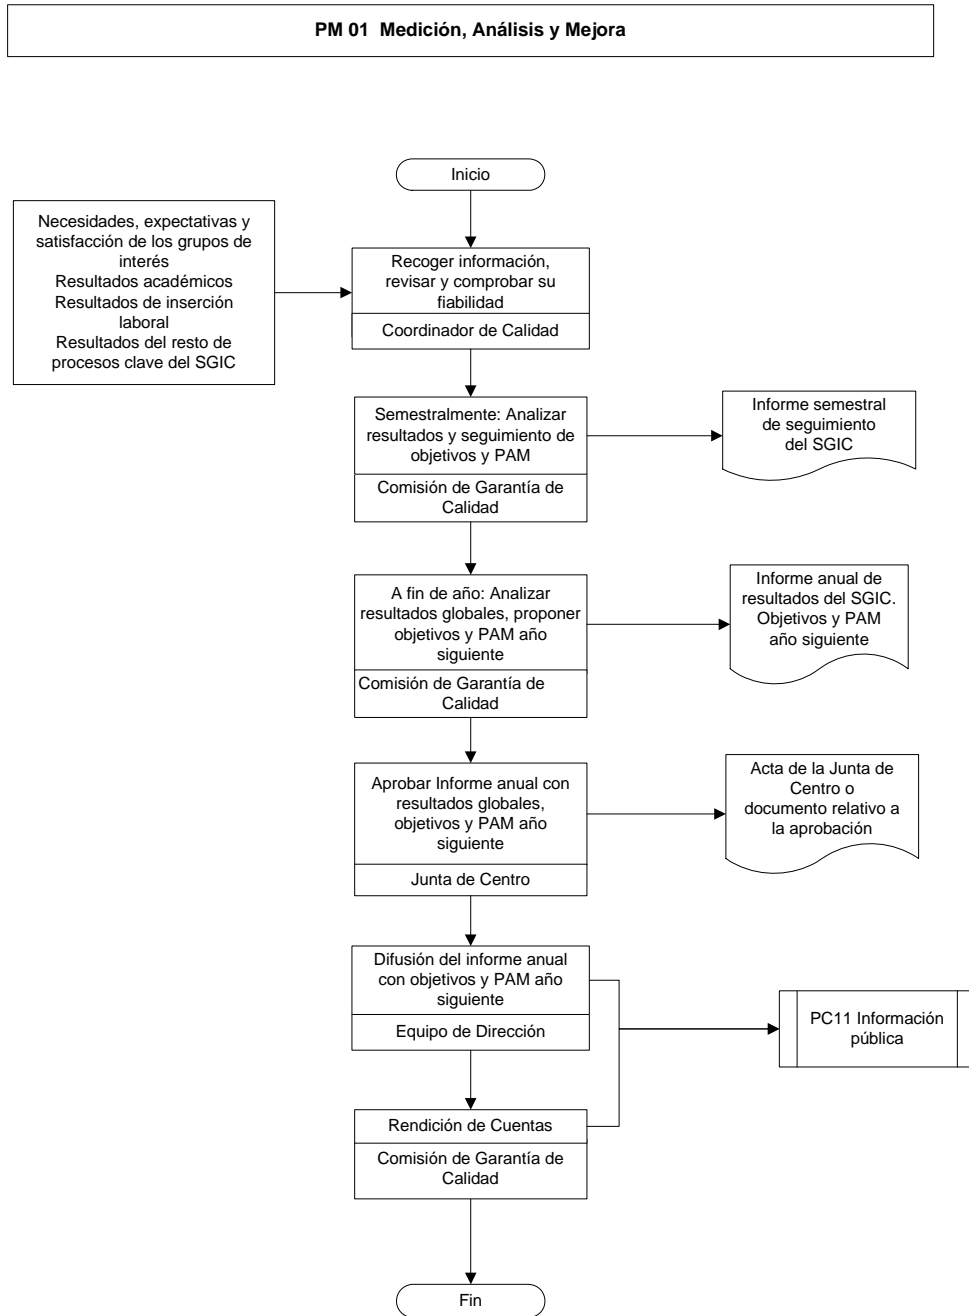 PM 01  Medición, Análisis y Mejora
Inicio
Necesidades, expectativas y
satisfacción de los grupos de
interés
Resultados académicos
Resultados de inserción
laboral
Resultados del resto de
procesos clave del SGIC
Recoger información,
revisar y comprobar su
fiabilidad
Coordinador de Calidad
Semestralmente: Analizar
resultados y seguimiento de
objetivos y PAM
Comisión de Garantía de
Calidad
Informe semestral
de seguimiento
del SGIC
A fin de año: Analizar
resultados globales, proponer
objetivos y PAM año
siguiente
Comisión de Garantía de
Calidad
Informe anual de
resultados del SGIC.
Objetivos y PAM
año siguiente
Aprobar Informe anual con
resultados globales,
objetivos y PAM año
siguiente
Junta de Centro
Acta de la Junta de
Centro o
documento relativo a
la aprobación
Difusión del informe anual
con objetivos y PAM año
siguiente
Equipo de Dirección
PC11 Información
pública
Rendición de Cuentas
Comisión de Garantía de
Calidad
Fin